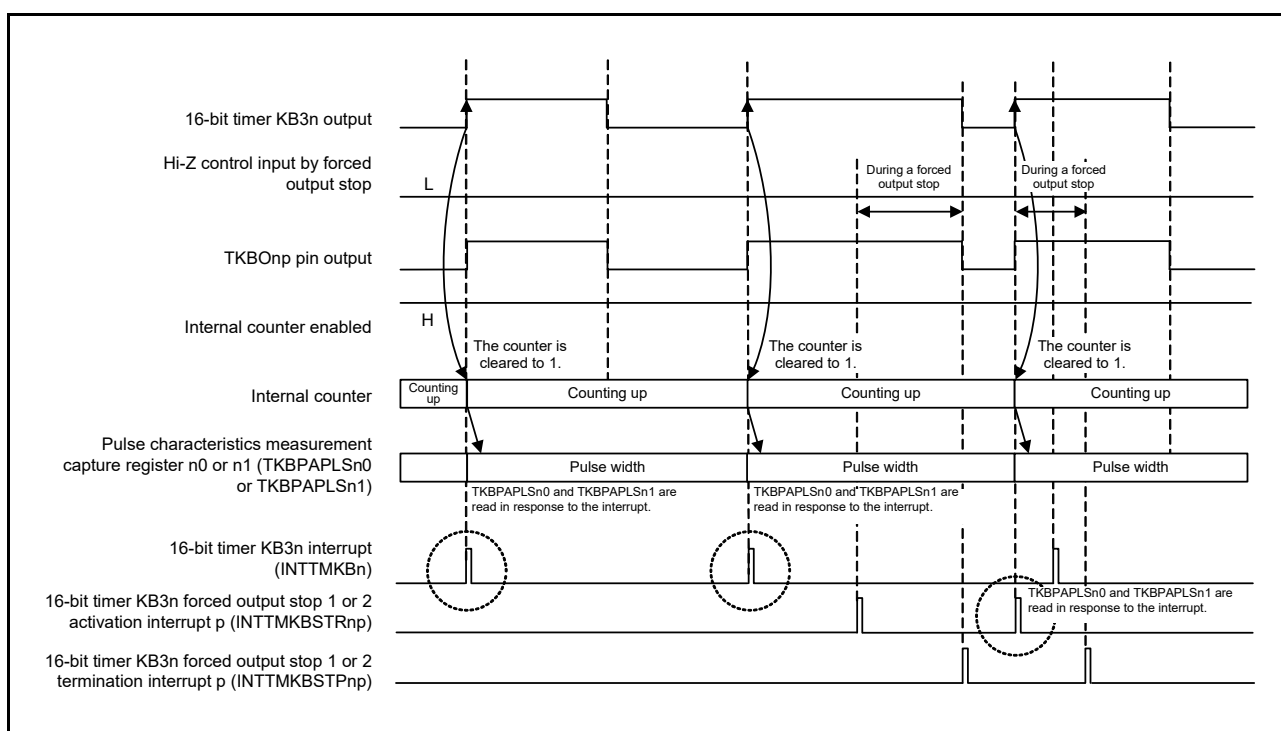 16-bit timer KB3n output
Hi-Z control input by forced
output stop
L
During a forced
output stop
During a forced
output stop
TKBOnp pin output
Internal counter enabled
H
The counter is
cleared to 1.
The counter is
cleared to 1.
The counter is
cleared to 1.
Internal counter
Counting
up
Counting up
Counting up
Counting up
Pulse characteristics measurement
capture register n0 or n1 (TKBPAPLSn0
or TKBPAPLSn1)
Pulse width
Pulse width
Pulse width
TKBPAPLSn0 and TKBPAPLSn1 are
read in response to the interrupt.
TKBPAPLSn0 and TKBPAPLSn1 are
read in response to the interrupt.
16-bit timer KB3n interrupt
(INTTMKBn)
TKBPAPLSn0 and TKBPAPLSn1 are
read in response to the interrupt.
16-bit timer KB3n forced output stop 1 or 2
activation interrupt p (INTTMKBSTRnp)
16-bit timer KB3n forced output stop 1 or 2
termination interrupt p (INTTMKBSTPnp)